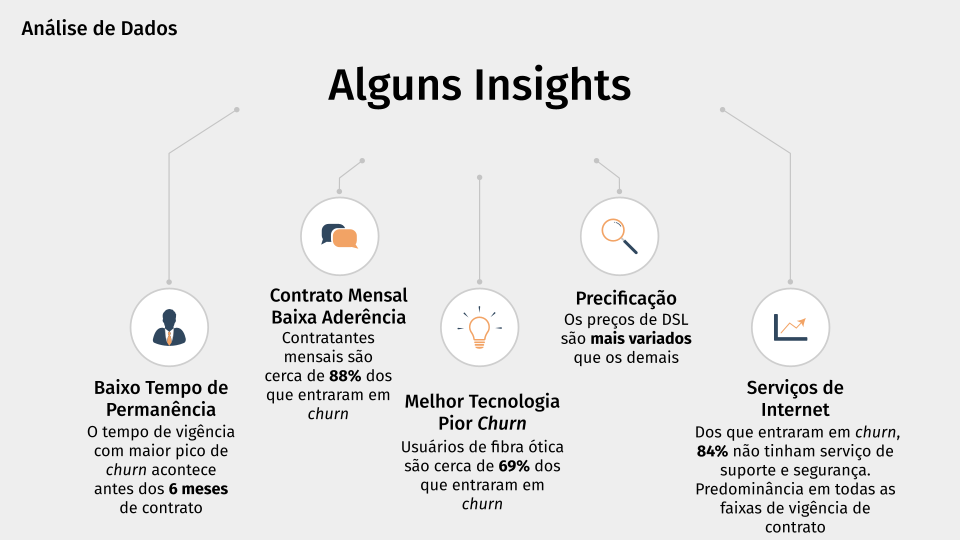 Análise de Dados
Alguns Insights
Baixo Tempo de
Permanência
O tempo de vigência
com maior pico de
churn acontece
antes dos 6 meses
de contrato
Contrato Mensal
Baixa Aderência
Contratantes
mensais são
cerca de 88% dos
que entraram em
churn
Melhor Tecnologia
Pior Churn
Usuários de fibra ótica
são cerca de 69% dos
que entraram em
churn
Precificação
Os preços de DSL
são mais variados
que os demais
Serviços de
Internet
Dos que entraram em churn,
84% não tinham serviço de
suporte e segurança.
Predominância em todas as
faixas de vigência de
contrato